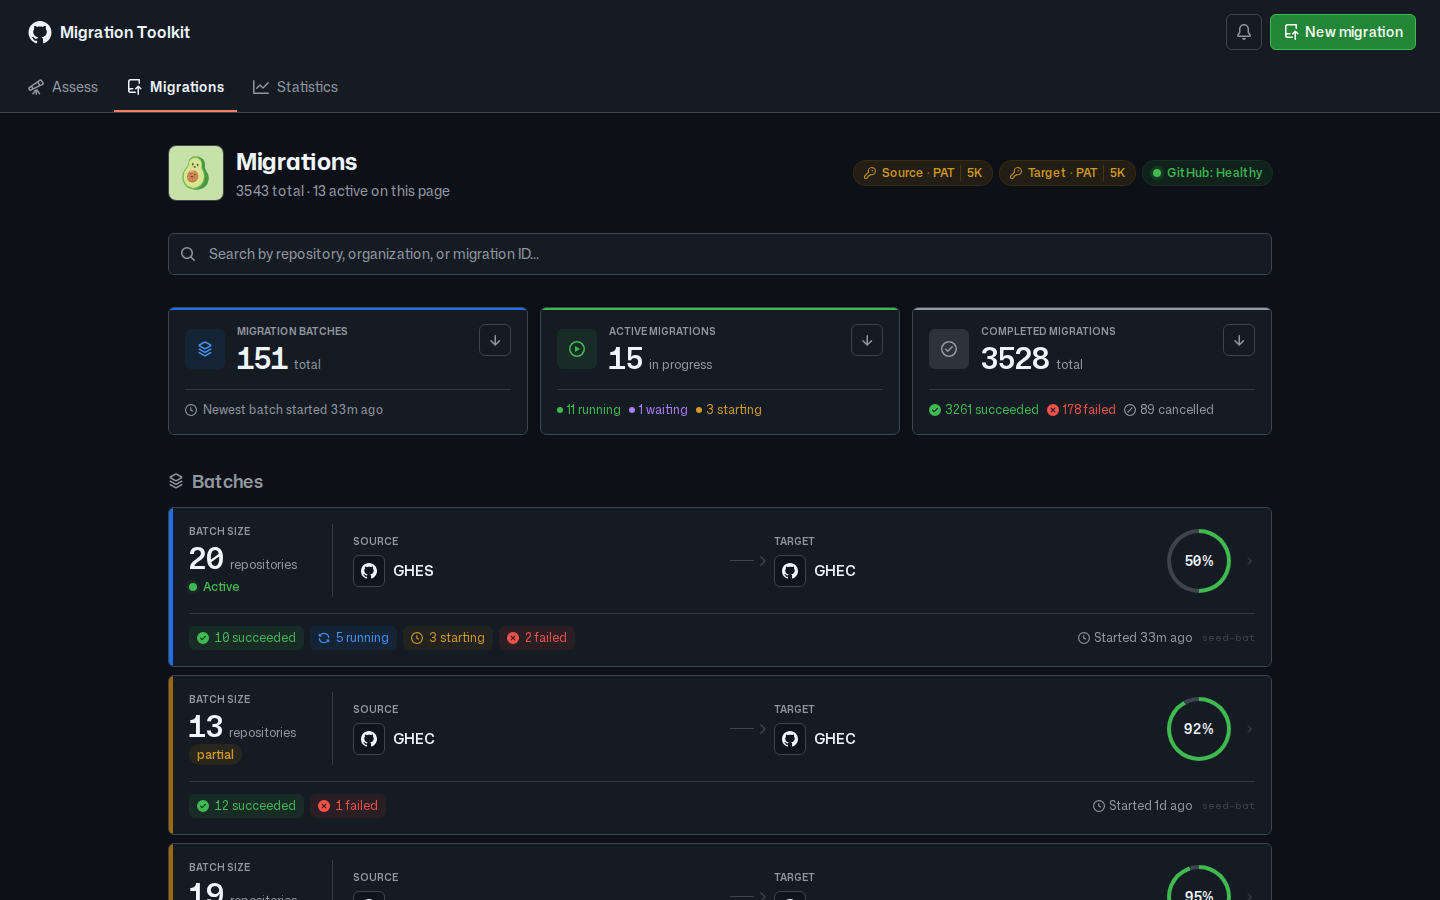 Migration Toolkit
New migration
Assess
Migrations
Statistics
Migrations
3543 total · 13 active on this page
Source · PAT | 5K
Target · PAT | 5K
GitHub: Healthy
Search by repository, organization, or migration ID...
MIGRATION BATCHES
151 total
Newest batch started 33m ago
ACTIVE MIGRATIONS
15 in progress
11 running 1 waiting 3 starting
COMPLETED MIGRATIONS
3528 total
3261 succeeded 178 failed 89 cancelled
Batches
BATCH SIZE
20 repositories
Active
SOURCE
GHES
TARGET
GHEC
50%
10 succeeded 5 running 3 starting 2 failed
Started 33m ago seed-bat
BATCH SIZE
13 repositories
partial
SOURCE
GHEC
TARGET
GHEC
92%
12 succeeded 1 failed
Started 1d ago seed-bat
BATCH SIZE
19 repositories
SOURCE
TARGET
95%